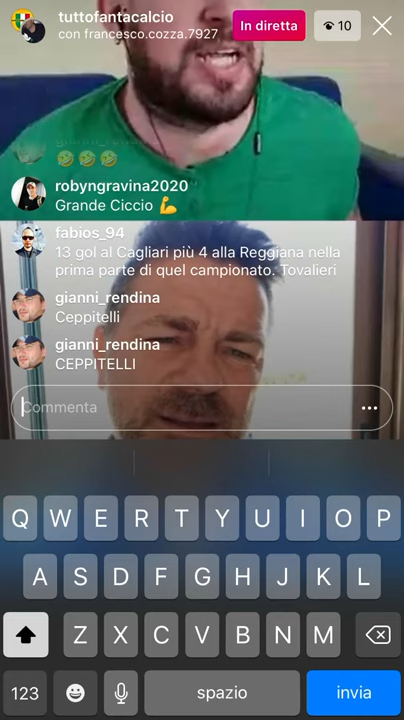 tuttofantacalcio
con francesco.cozza.7927
In diretta
10
gianni_rendina
🤣🤣🤣
robyngravina2020
Grande Ciccio 💪
fabios_94
13 gol al Cagliari più 4 alla Reggiana nella
prima parte di quel campionato. Tovalieri
gianni_rendina
Ceppitelli
gianni_rendina
CEPPITELLI
Commenta
Q W E R T Y U I O P
A S D F G H J K L
Z X C V B N M
123 spazio invia